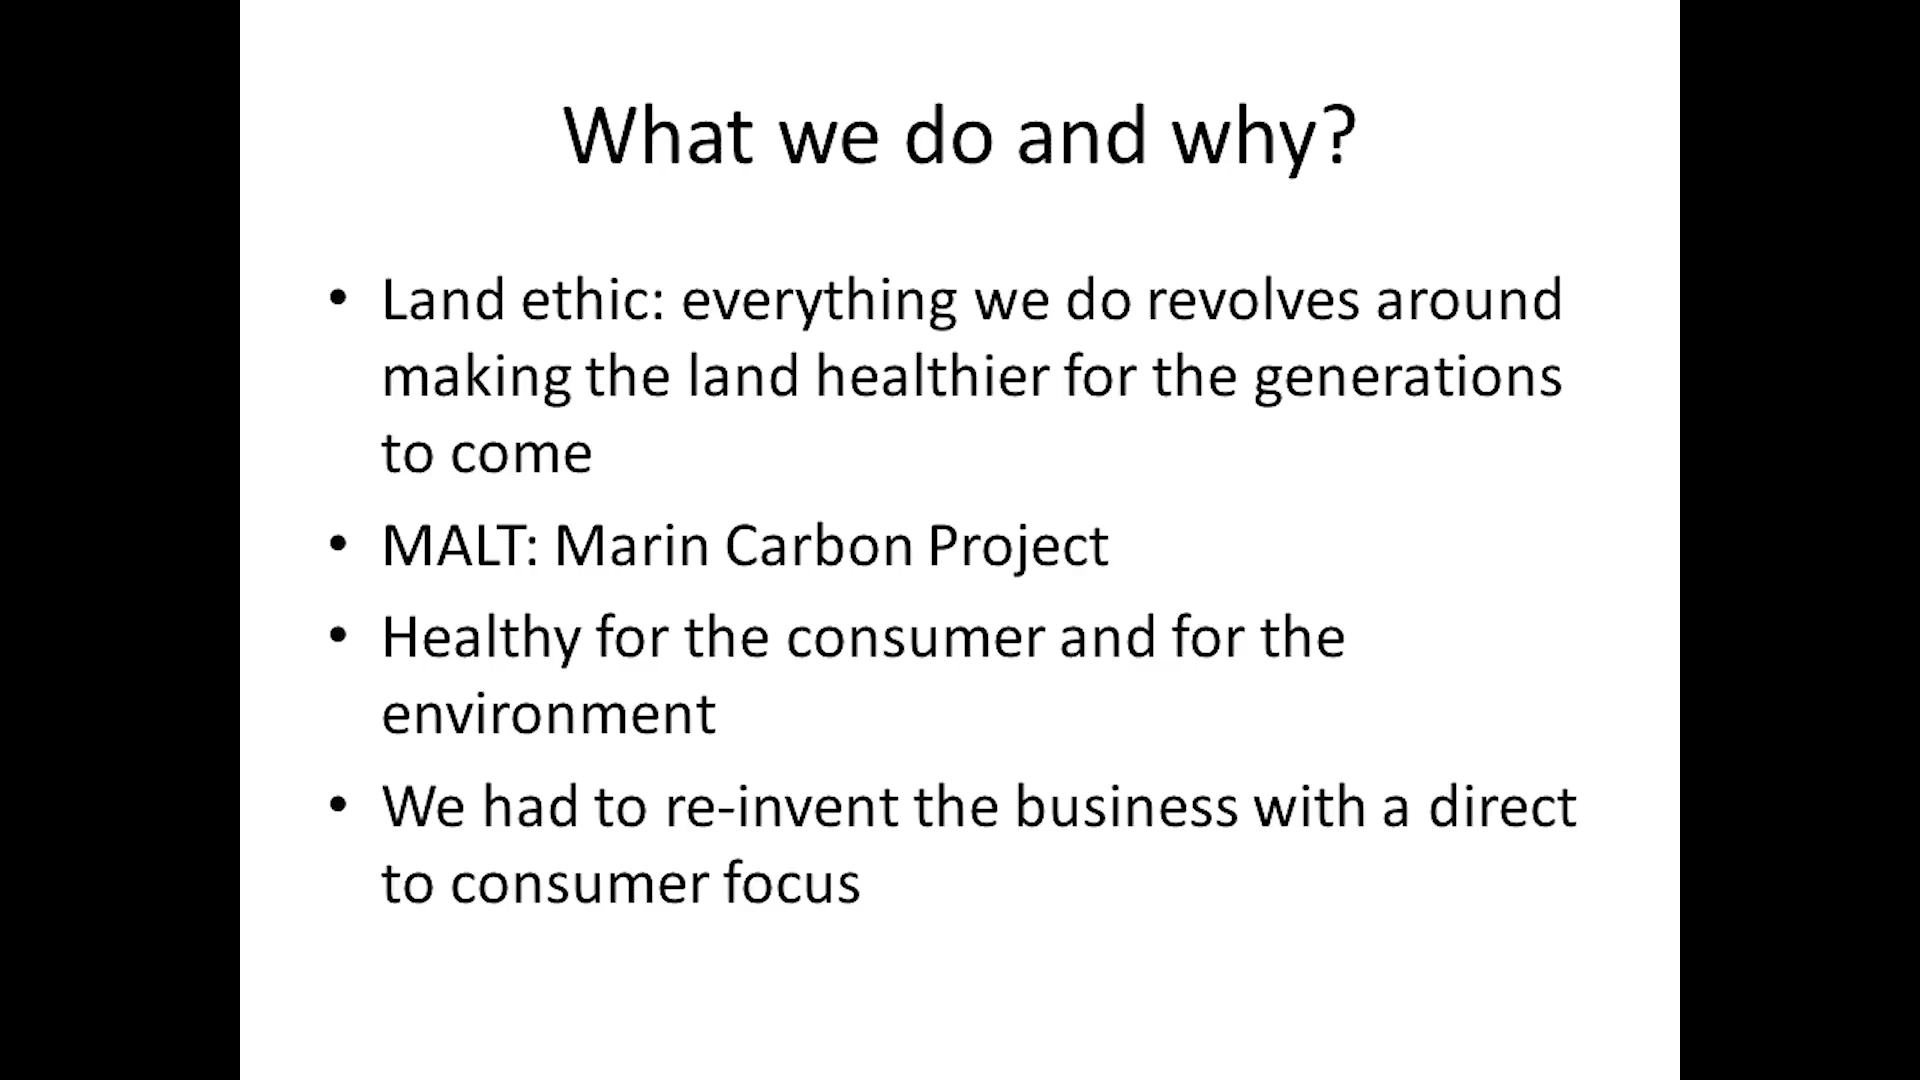 What we do and why?
• Land ethic: everything we do revolves around
making the land healthier for the generations
to come
• MALT: Marin Carbon Project
• Healthy for the consumer and for the
environment
• We had to re-invent the business with a direct
to consumer focus